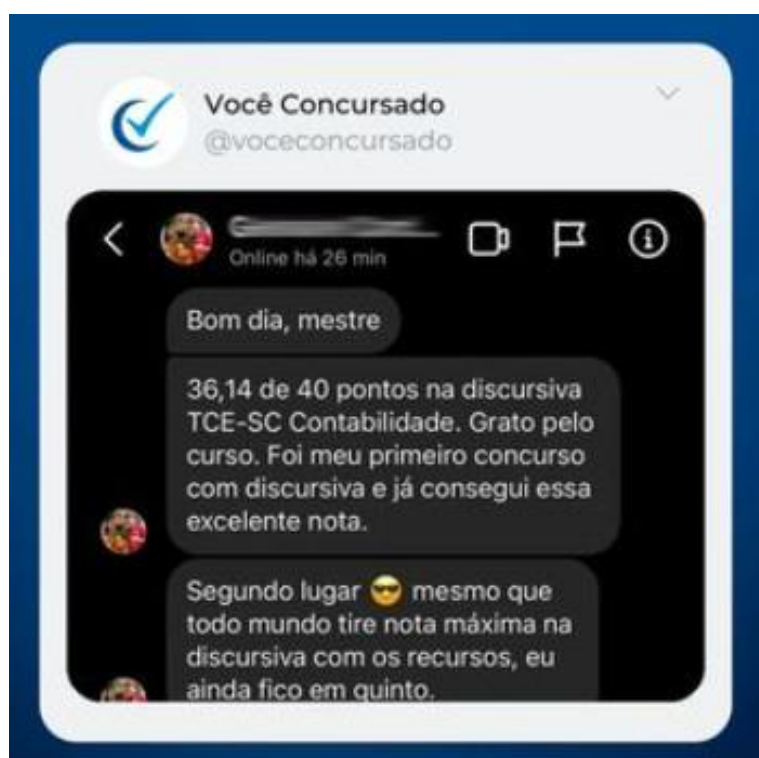 Você Concursado
@voceconcursado
Online há 26 min
Bom dia, mestre
36,14 de 40 pontos na discursiva
TCE-SC Contabilidade. Grato pelo
curso. Foi meu primeiro concurso
com discursiva e já consegui essa
excelente nota.
Segundo lugar 😎 mesmo que
todo mundo tire nota máxima na
discursiva com os recursos, eu
ainda fico em quinto.